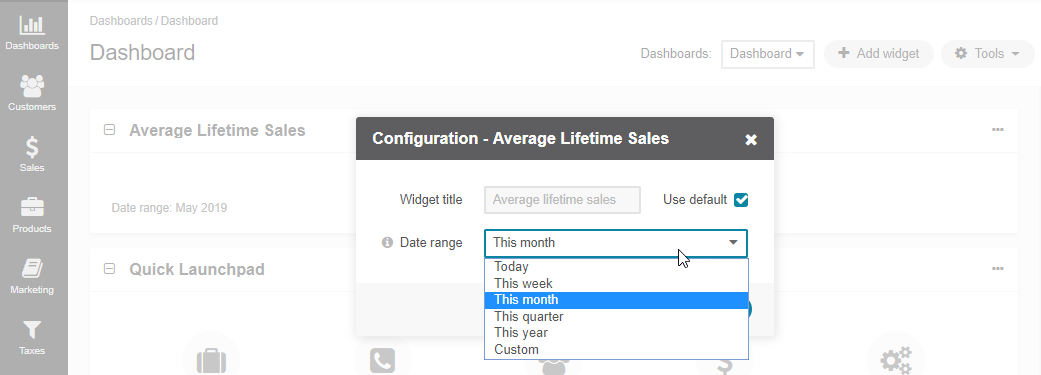 Dashboards
Customers
Sales
Products
Marketing
Taxes
Dashboards / Dashboard
Dashboard
Dashboards:
Dashboard
Add widget
Tools
Average Lifetime Sales
Date range: May 2019
Quick Launchpad
Configuration - Average Lifetime Sales
Widget title
Average lifetime sales
Use default
Date range
This month
Today
This week
This month
This quarter
This year
Custom